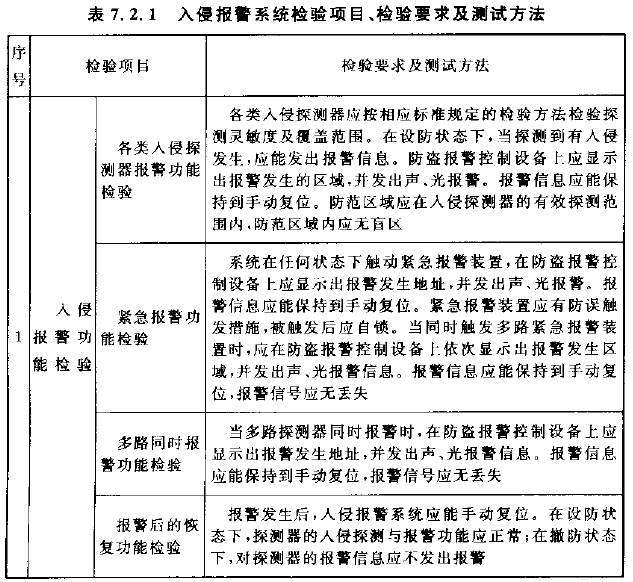 表 7.2.1 入侵报警系统检验项目、检验要求及测试方法
序号
检验项目
检验要求及测试方法
1
入侵
报警功
能检验
各类入侵探
测器报警功能
检验
各类入侵探测器应按相应标准规定的检验方法检验探
测灵敏度及覆盖范围。在设防状态下，当探测到有入侵
发生，应能发出报警信息。防盗报警控制设备上应显示
出报警发生的区域，并发出声、光报警。报警信息应能保
持到手动复位。防范区域应在入侵探测器的有效探测范
围内，防范区域内应无盲区
紧急报警功
能检验
系统在任何状态下触动紧急报警装置，在防盗报警控
制设备上应显示出报警发生地址，并发出声、光报警。报
警信息应能保持到手动复位。紧急报警装置应有防误触
发措施，被触发后应自锁。当同时触发多路紧急报警装
置时，应在防盗报警控制设备上依次显示出报警发生区
域，并发出声、光报警信息。报警信息应能保持到手动复
位，报警信号应无丢失
多路同时报
警功能检验
当多路探测器同时报警时，在防盗报警控制设备上应
显示出报警发生地址，并发出声、光报警信息。报警信息
应能保持到手动复位，报警信号应无丢失
报警后的恢
复功能检验
报警发生后，入侵报警系统应能手动复位。在设防状
态下，探测器的入侵探测与报警功能应正常；在撤防状态
下，对探测器的报警信息应不发出报警